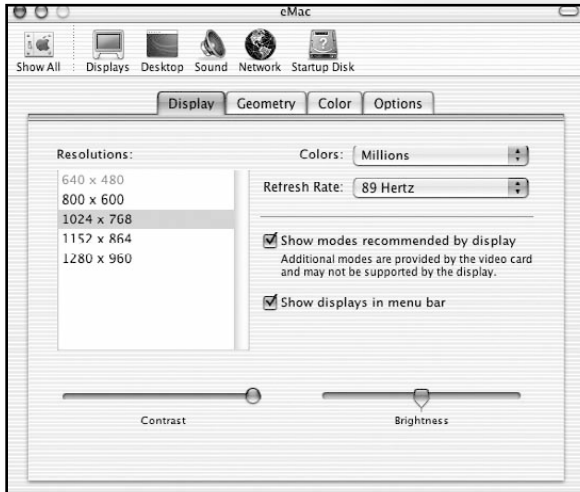 eMac
Show All Displays Desktop Sound Network Startup Disk
Display Geometry Color Options
Resolutions:
640 x 480
800 x 600
1024 x 768
1152 x 864
1280 x 960
Colors: Millions
Refresh Rate: 89 Hertz
Show modes recommended by display
Additional modes are provided by the video card
and may not be supported by the display.
Show displays in menu bar
Contrast
Brightness